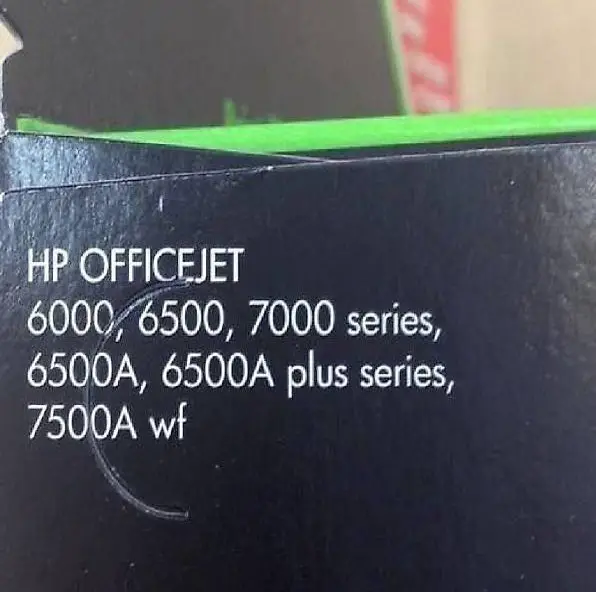 HP OFFICEJET
6000, 6500, 7000 series,
6500A, 6500A plus series,
7500A wf